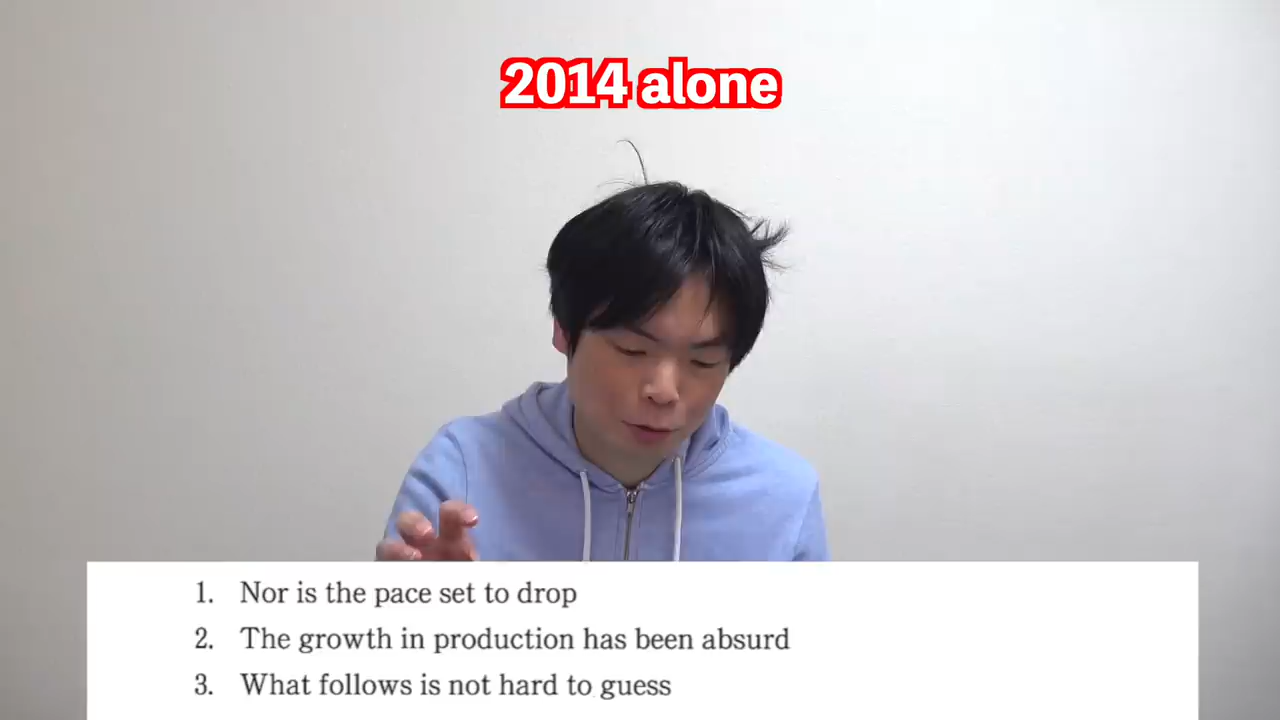 2014 alone
1. Nor is the pace set to drop
2. The growth in production has been absurd
3. What follows is not hard to guess